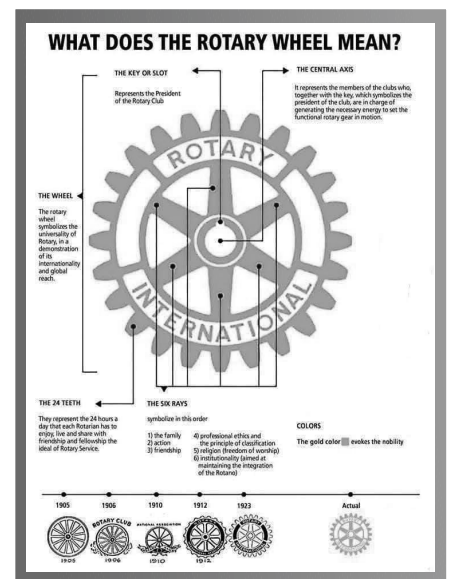 WHAT DOES THE ROTARY WHEEL MEAN?
THE KEY OR SLOT
Represents the President
of the Rotary Club
THE CENTRAL AXIS
It represents the members of the clubs who,
together with the key, which symbolizes the
president of the club, are in charge of
generating the necessary energy to set the
functional rotary gear in motion.
ROTARY
INTERNATIONAL
THE WHEEL
The rotary
wheel
symbolizes the
universality of
Rotary, in a
demonstration
of its
internationality
and global
reach.
THE 24 TEETH
They represent the 24 hours a
day that each Rotarian has to
enjoy, live and share with
friendship and fellowship the
ideal of Rotary Service.
THE SIX RAYS
symbolize in this order
1) the family
2) action
3) friendship
4) professional ethics and
the principle of classification
5) religion (freedom of worship)
6) institutionality (aimed at
maintaining the integration
of the Rotano)
COLORS
The gold color evokes the nobility
1905
1906
1910
1912
1923
Actual
ROTARY CLUB
NATIONAL ASSOCIATION
1905
1906
1910
1912